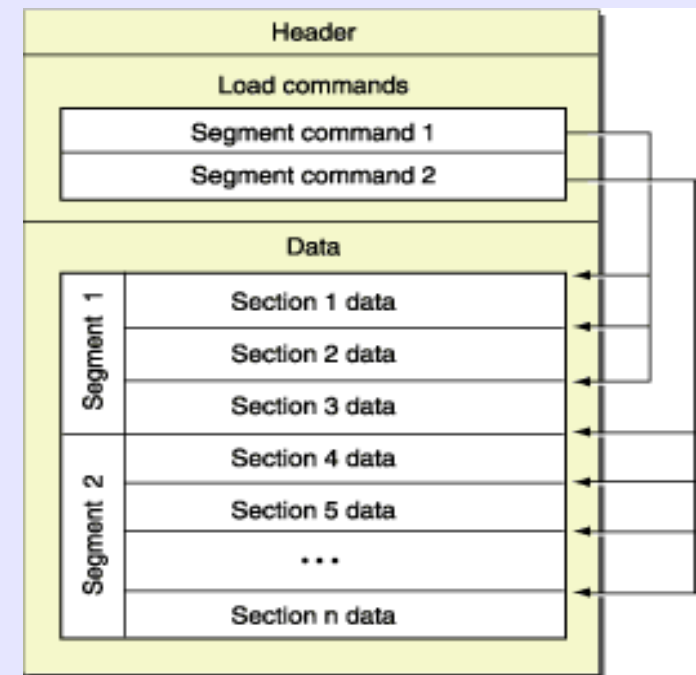 Header
Load commands
Segment command 1
Segment command 2
Data
Segment 1
Section 1 data
Section 2 data
Section 3 data
Segment 2
Section 4 data
Section 5 data
...
Section n data